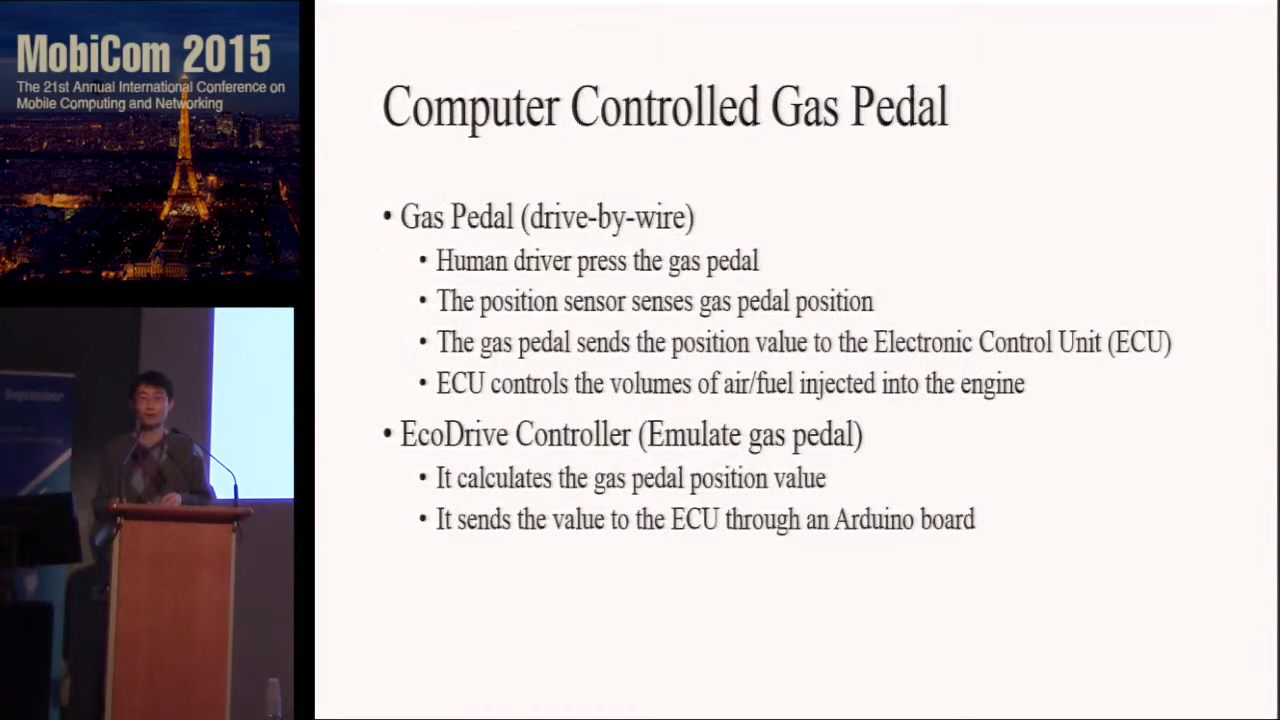 MobiCom 2015
The 21st Annual International Conference on
Mobile Computing and Networking
Computer Controlled Gas Pedal
• Gas Pedal (drive-by-wire)
• Human driver press the gas pedal
• The position sensor senses gas pedal position
• The gas pedal sends the position value to the Electronic Control Unit (ECU)
• ECU controls the volumes of air/fuel injected into the engine
• EcoDrive Controller (Emulate gas pedal)
• It calculates the gas pedal position value
• It sends the value to the ECU through an Arduino board